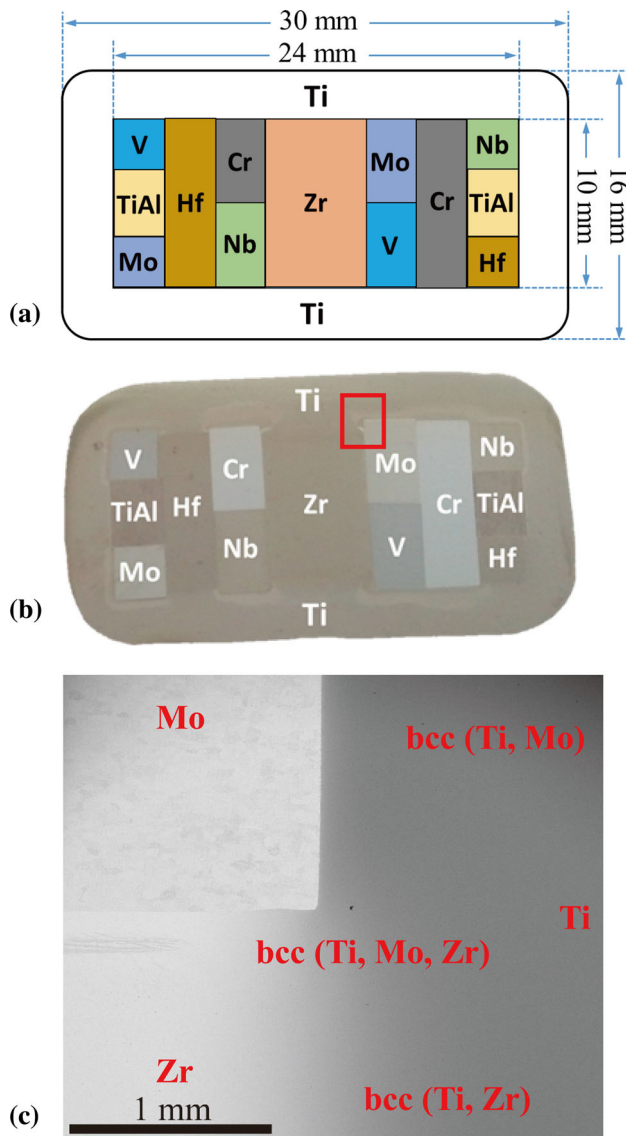 30 mm
24 mm
Ti
V Hf Cr Zr Mo Cr Nb
TiAl Nb V TiAl
Mo Hf
Ti
10 mm
16 mm
(a)
Ti
V Cr Mo Nb
TiAl Hf Zr Cr TiAl
Mo Nb V Hf
Ti
(b)
Mo
bcc (Ti, Mo)
Ti
bcc (Ti, Mo, Zr)
Zr
bcc (Ti, Zr)
1 mm
(c)